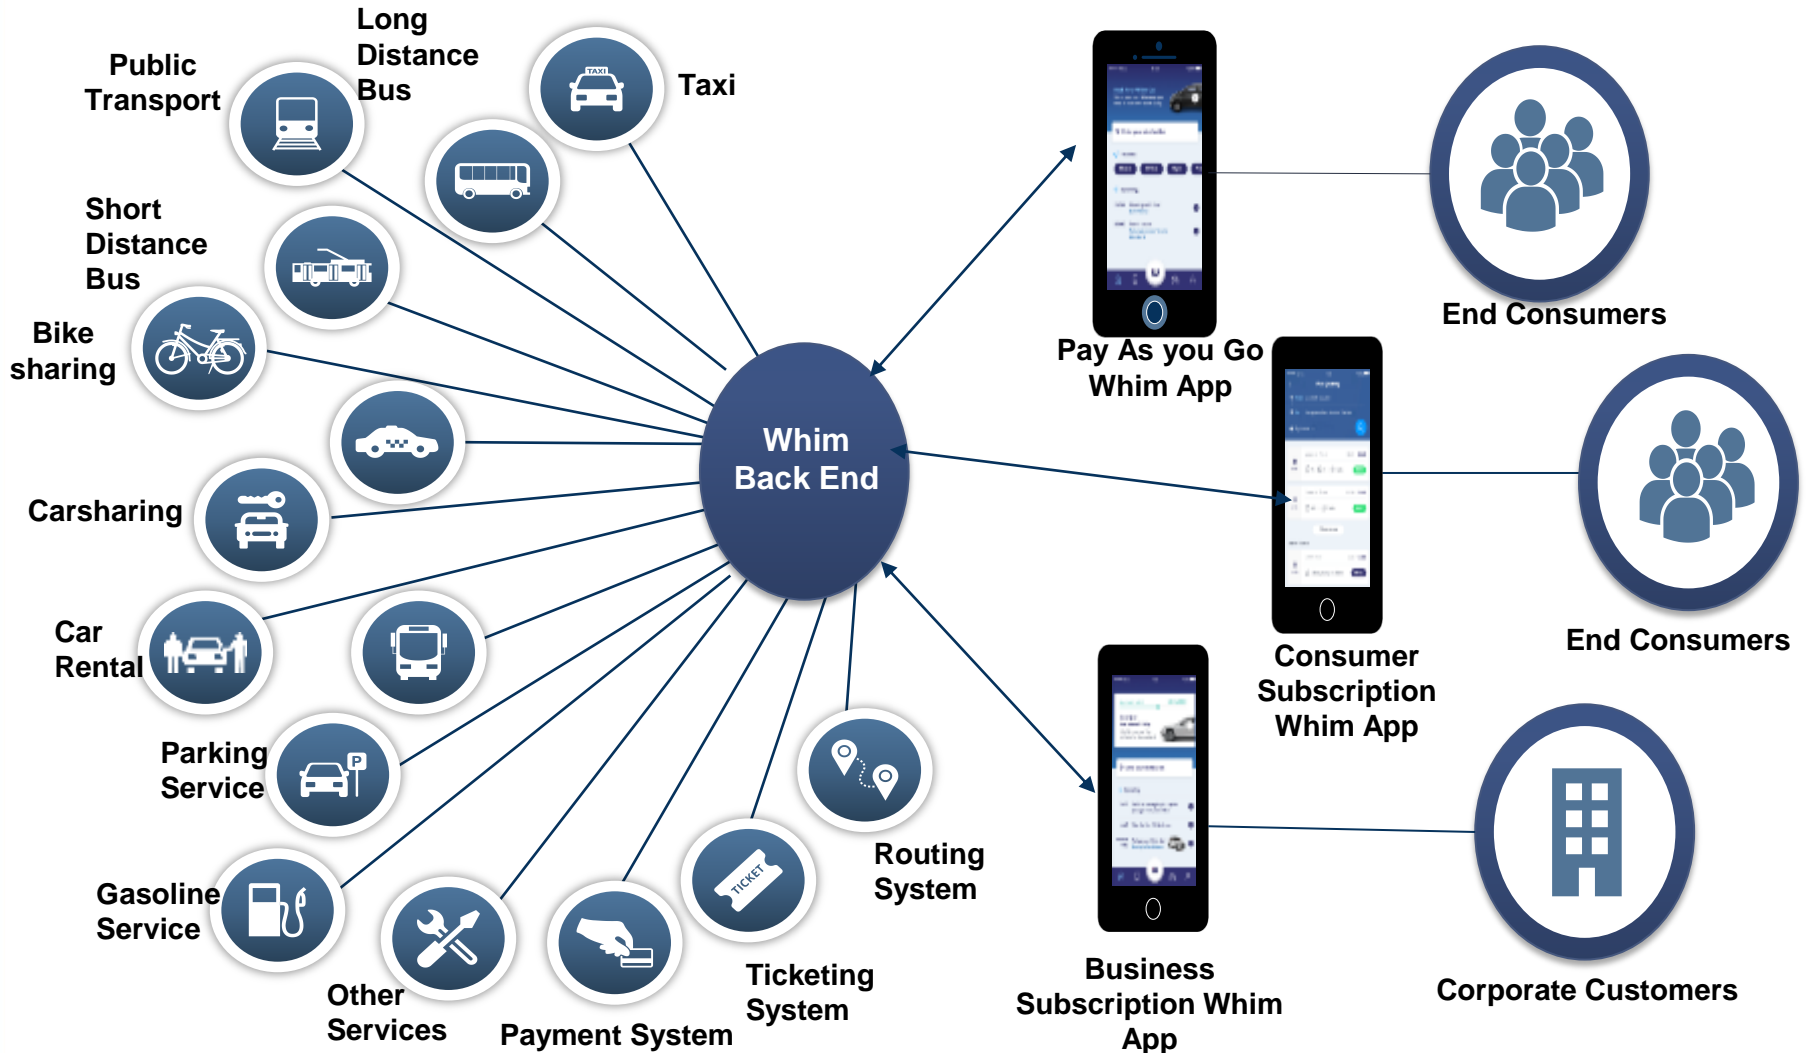 Long
Distance
Bus
Public
Transport
TAXI
Taxi
Short
Distance
Bus
Bike
sharing
Whim
Back End
Pay As you Go
Whim App
End Consumers
Carsharing
Car
Rental
Consumer
Subscription
Whim App
End Consumers
Parking
Service
P
Routing
System
TICKET
Gasoline
Service
Other
Services
Payment System
Ticketing
System
Business
Subscription Whim
App
Corporate Customers